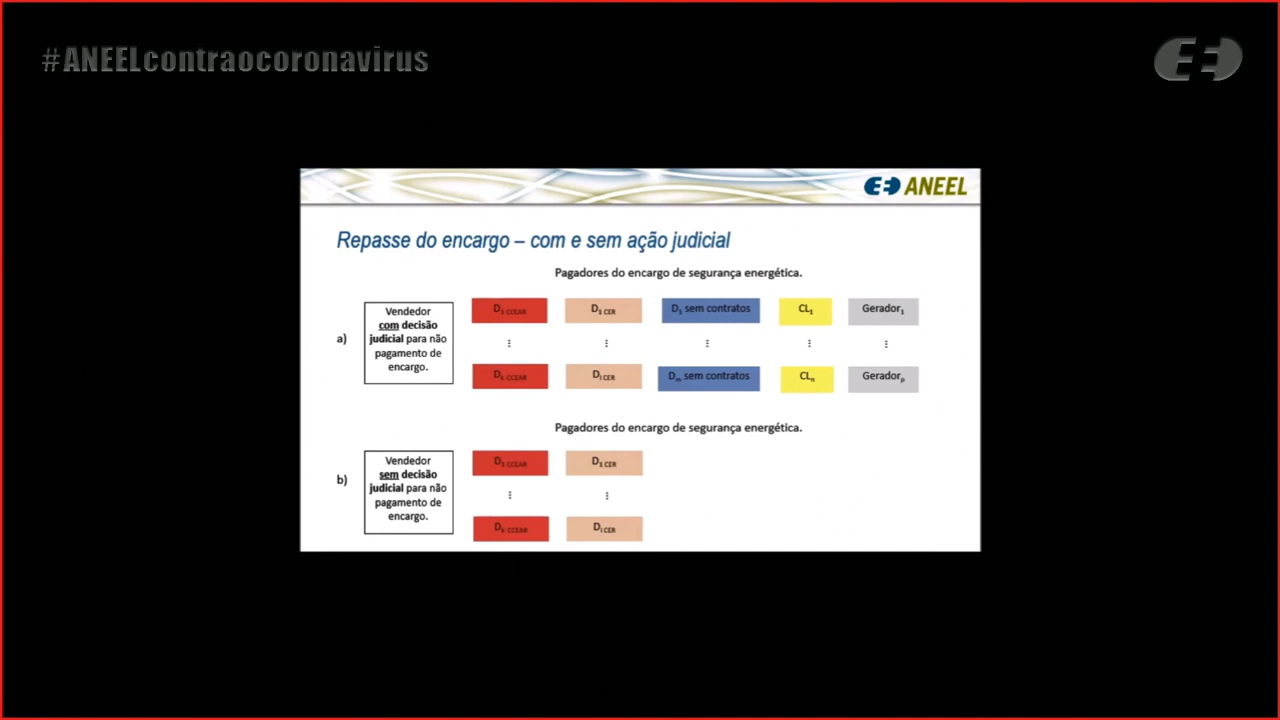 #ANEELcontraocoronavirus
ANEEL
Repasse do encargo – com e sem ação judicial
Pagadores do encargo de segurança energética.
a)
Vendedor
com decisão
judicial para não
pagamento de
encargo.
D1 CCEAR
D1 CER
D1 sem contratos
CL1
Gerador1
⋮ ⋮ ⋮ ⋮ ⋮
Dk CCEAR
Dl CER
Dm sem contratos
CLn
Geradorp
Pagadores do encargo de segurança energética.
b)
Vendedor
sem decisão
judicial para não
pagamento de
encargo.
D1 CCEAR
D1 CER
⋮ ⋮
Dk CCEAR
Dl CER